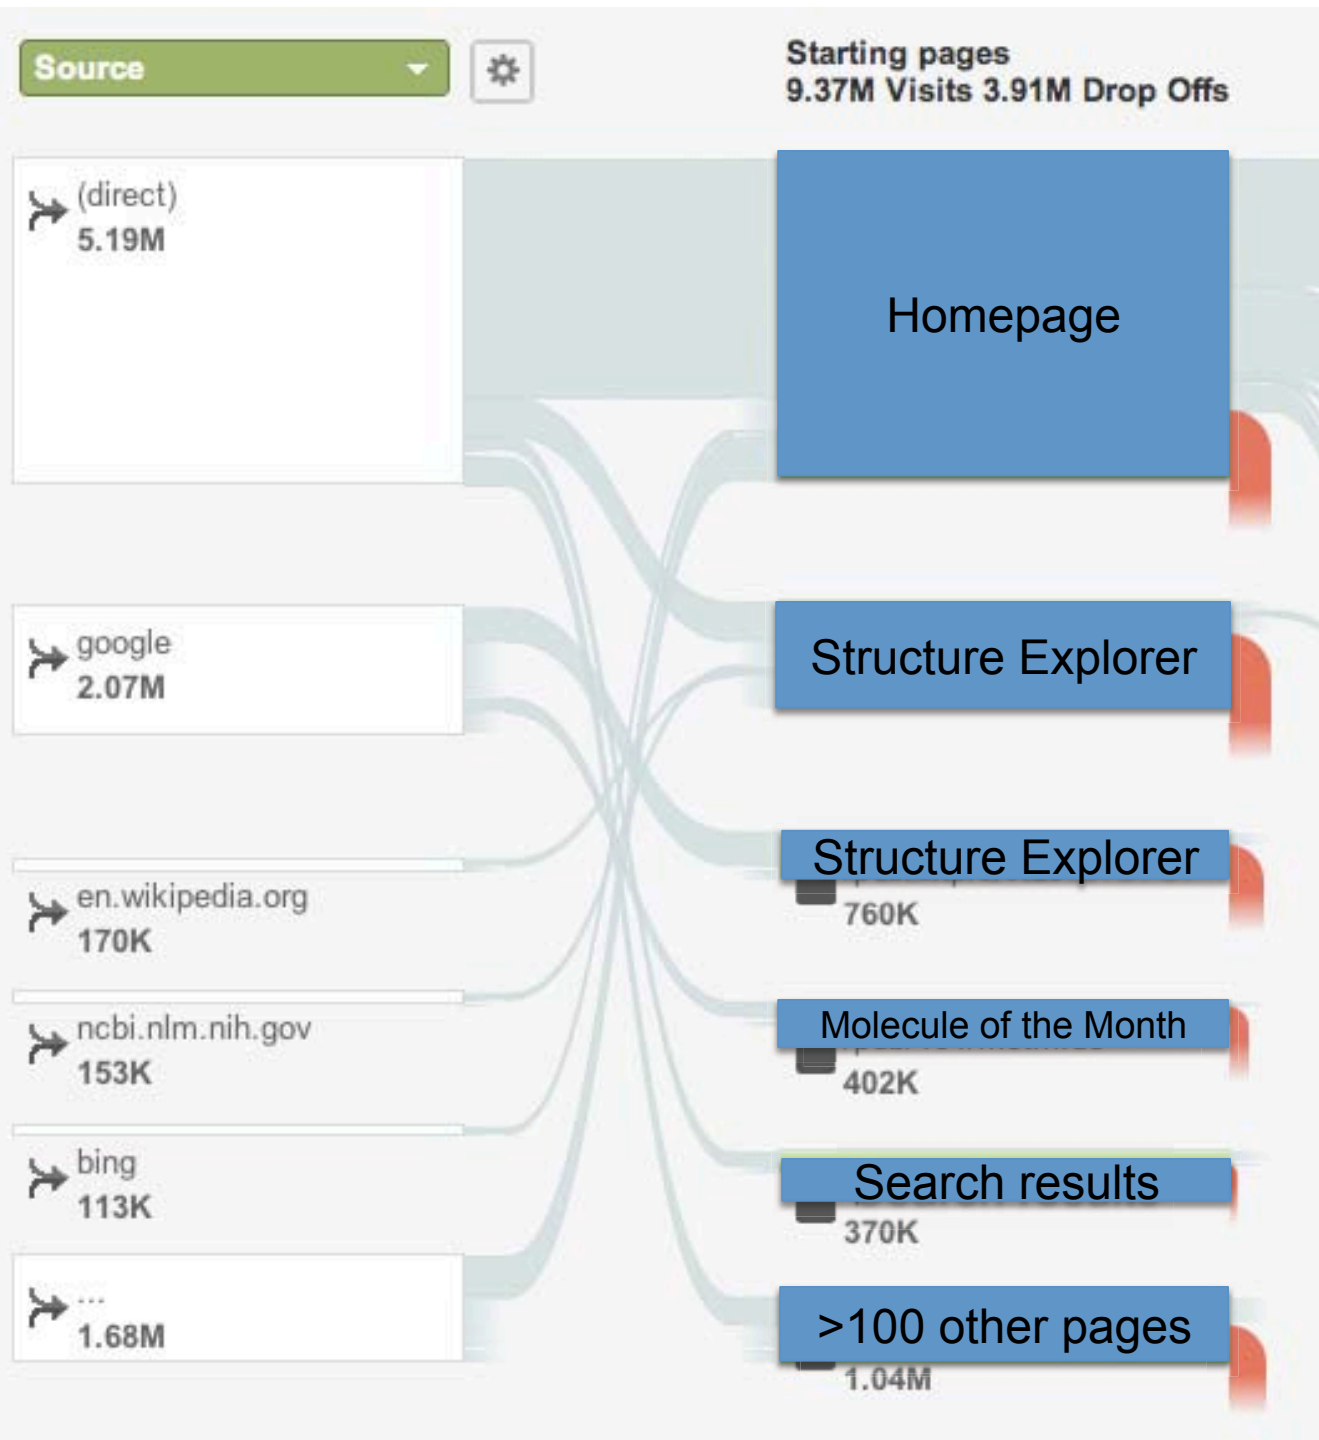 Source
Starting pages
9.37M Visits 3.91M Drop Offs
(direct)
5.19M
Homepage
google
2.07M
Structure Explorer
Structure Explorer
760K
en.wikipedia.org
170K
ncbi.nlm.nih.gov
153K
Molecule of the Month
402K
bing
113K
Search results
370K
...
1.68M
>100 other pages
1.04M